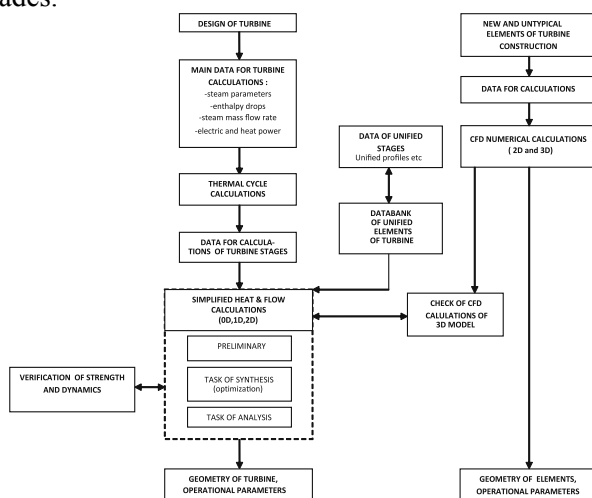 ades.
DESIGN OF TURBINE
MAIN DATA FOR TURBINE
CALCULATIONS :
-steam parameters
-enthalpy drops
-steam mass flow rate
-electric and heat power
THERMAL CYCLE
CALCULATIONS
DATA FOR CALCULA-
TIONS OF TURBINE STAGES
SIMPLIFIED HEAT & FLOW
CALCULATIONS
(0D,1D,2D)
PRELIMINARY
TASK OF SYNTHESIS
(optimization)
TASK OF ANALYSIS
VERIFICATION OF STRENGTH
AND DYNAMICS
GEOMETRY OF TURBINE,
OPERATIONAL PARAMETERS
DATA OF UNIFIED
STAGES
Unified profiles etc
DATABANK
OF UNIFIED
ELEMENTS
OF TURBINE
NEW AND UNTYPICAL
ELEMENTS OF TURBINE
CONSTRUCTION
DATA FOR CALCULATIONS
CFD NUMERICAL CALCULATIONS
( 2D and 3D)
CHECK OF CFD
CALULATIONS OF
3D MODEL
GEOMETRY OF ELEMENTS,
OPERATIONAL PARAMETERS